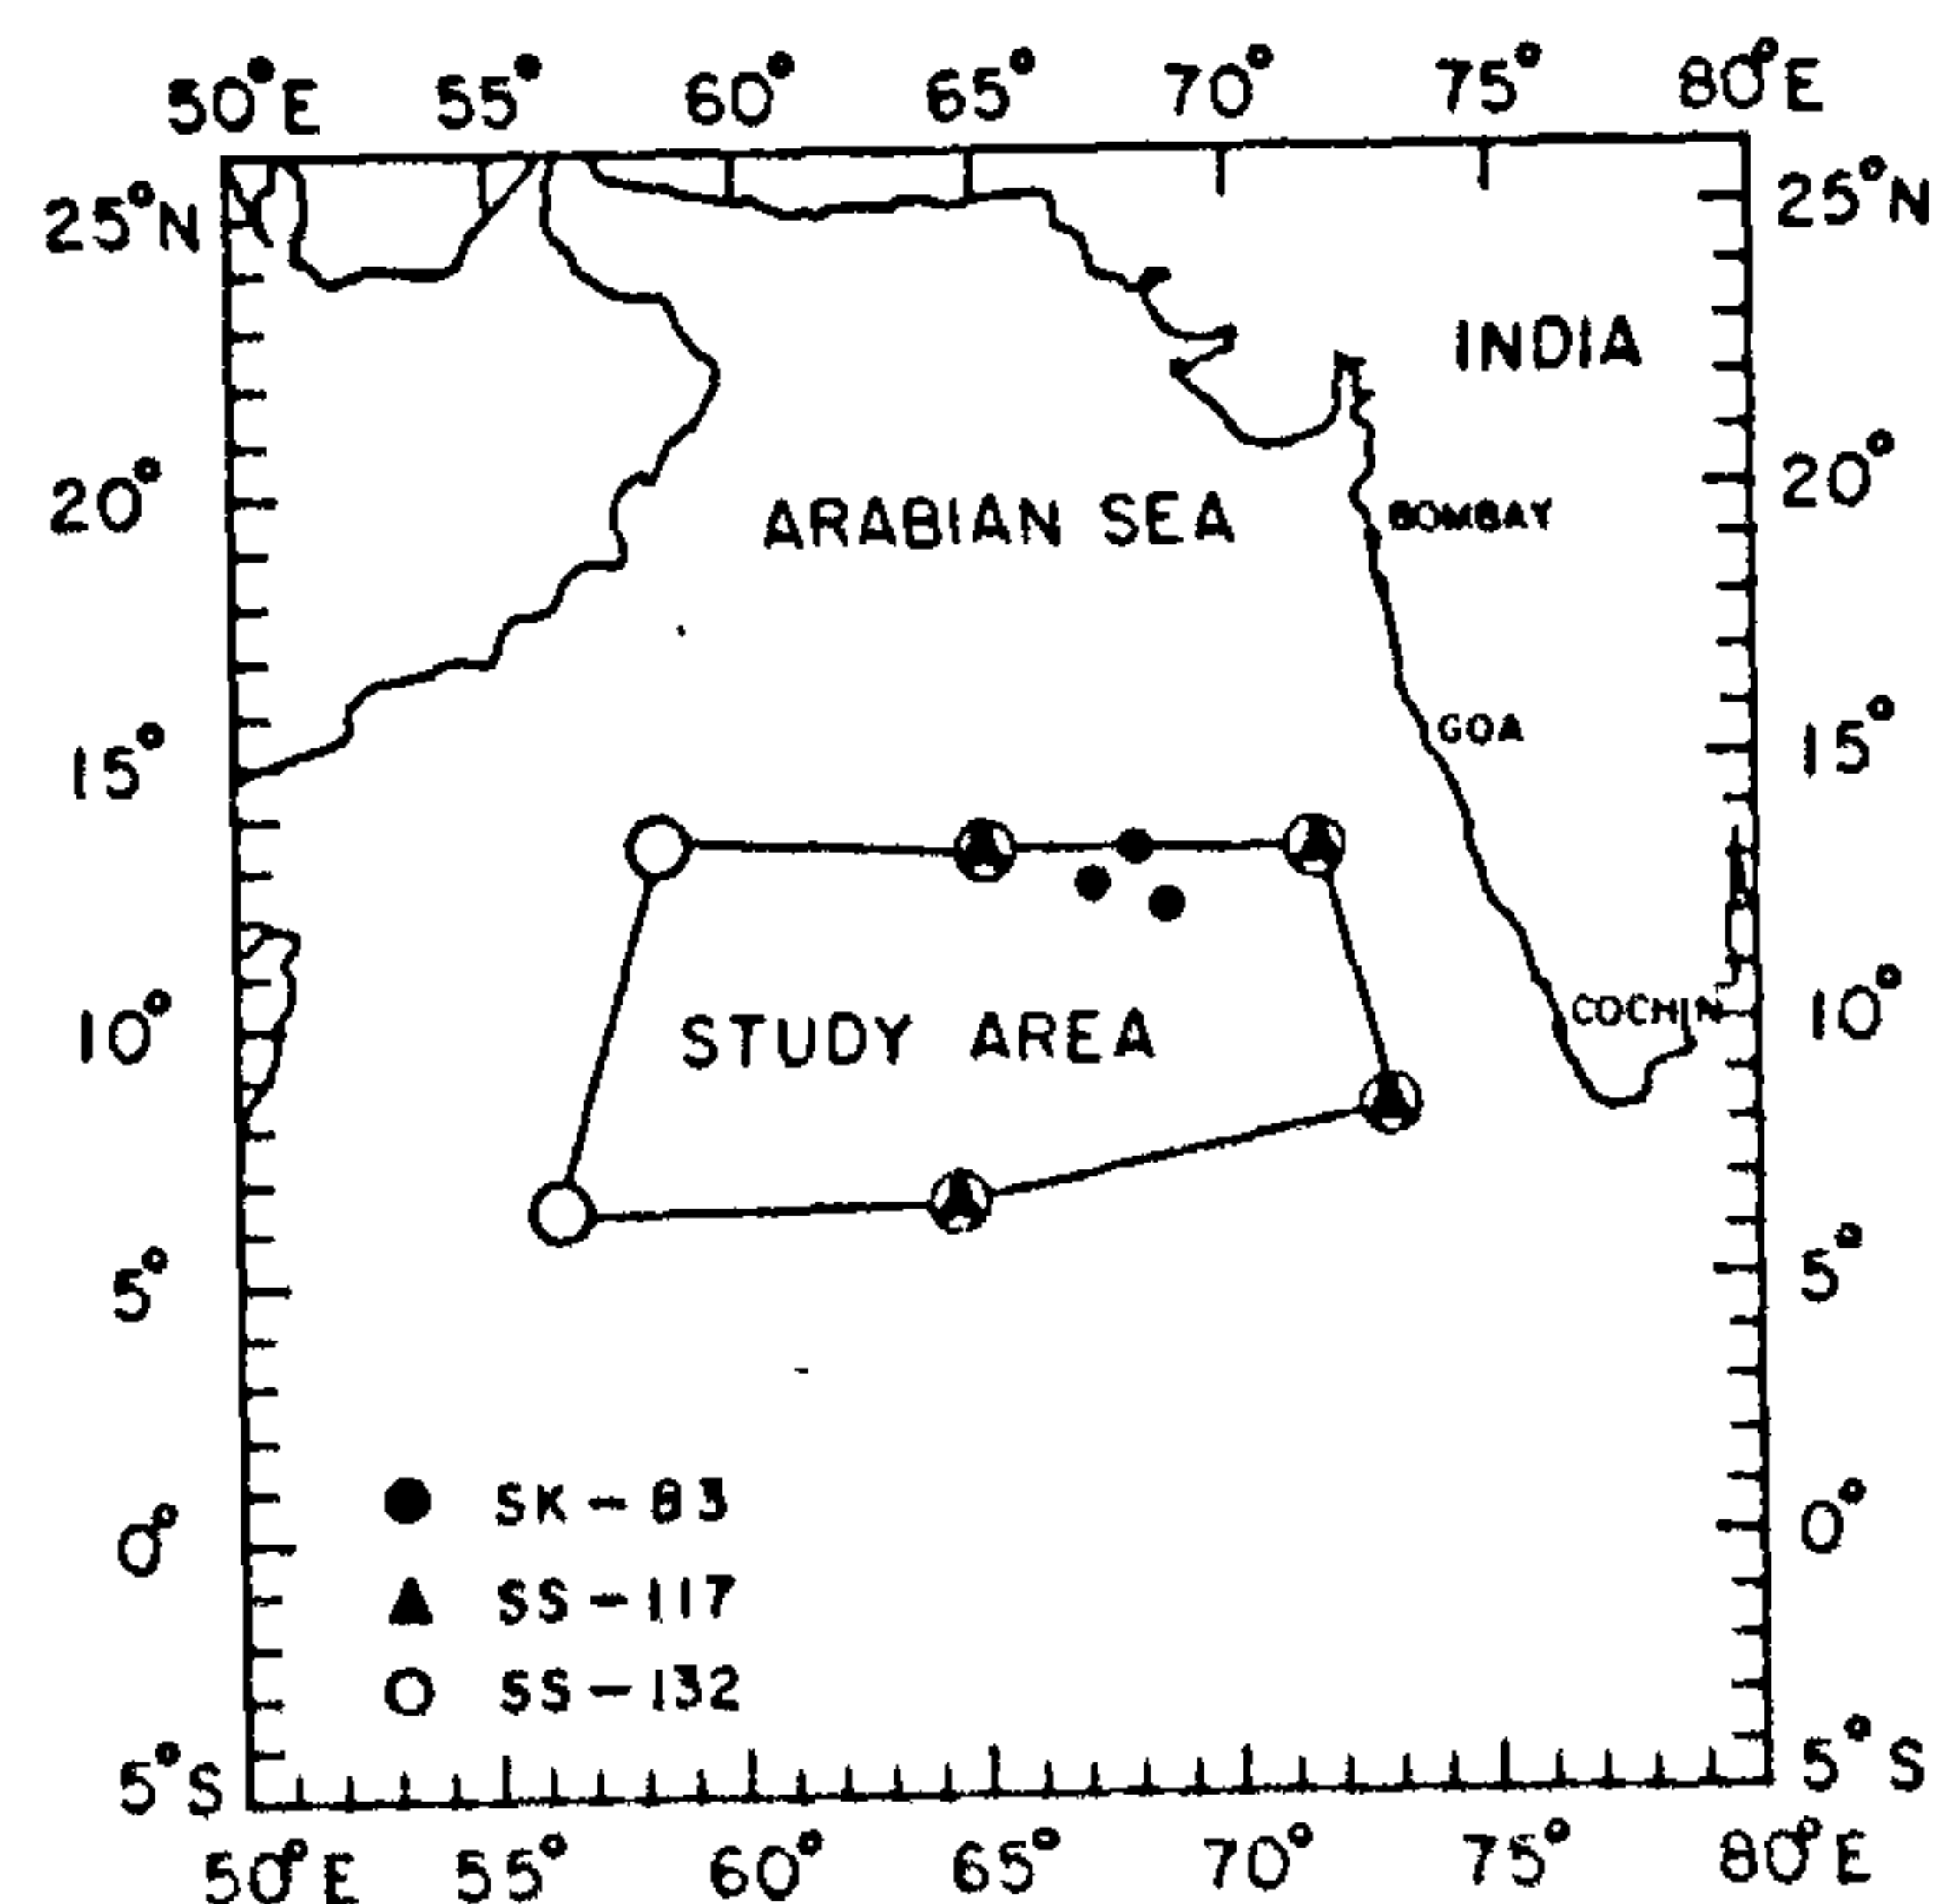 50°E 55° 60° 65° 70° 75° 80°E
25°N 25°N
INDIA
20° 20°
ARABIAN SEA BOMBAY
15° GOA 15°
10° STUDY AREA COCHIN 10°
5° 5°
SK-83
0° 0°
SS-117
SS-132
5°S 5°S
50°E 55° 60° 65° 70° 75° 80°E